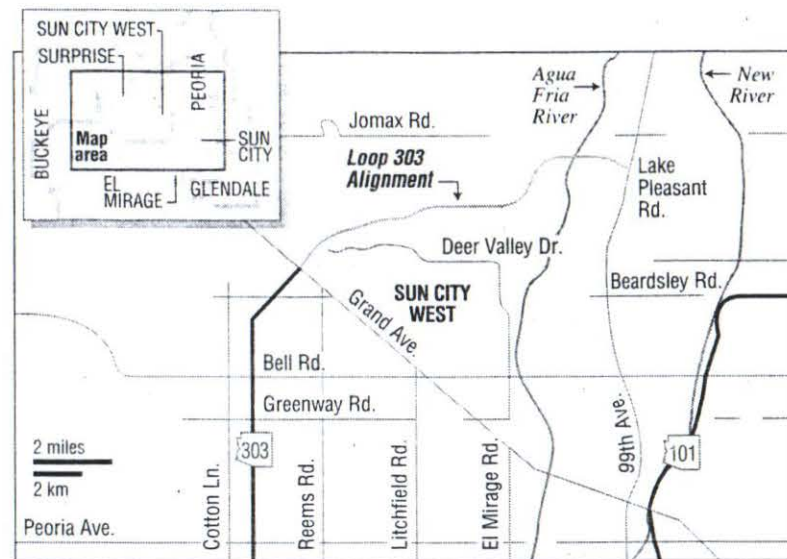 SUN CITY WEST
SURPRISE
PEORIA
BUCKEYE
Map
area
SUN
CITY
EL
MIRAGE
GLENDALE
Agua
Fria
River
New
River
Jomax Rd.
Loop 303
Alignment
Lake
Pleasant
Rd.
Deer Valley Dr.
Beardsley Rd.
SUN CITY
WEST
Grand Ave.
Bell Rd.
Greenway Rd.
2 miles
2 km
303
101
Cotton Ln.
Reems Rd.
Litchfield Rd.
El Mirage Rd.
99th Ave.
Peoria Ave.